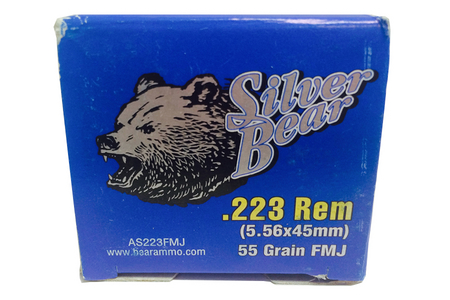 Silver
Bear
.223 Rem
(5.56x45mm)
AS223FMJ
www.bearammo.com
55 Grain FMJ